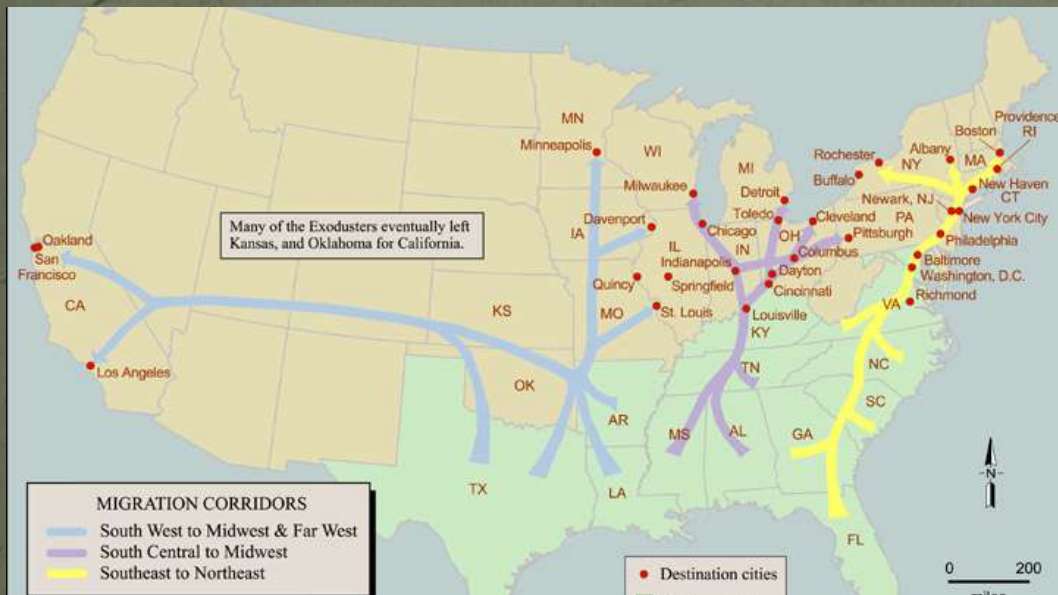 MN
Minneapolis
WI
MI
Milwaukee
Detroit
Toledo
Rochester
Buffalo
Albany
NY
Boston
MA
Providence
RI
New Haven
CT
Newark, NJ
New York City
PA
Cleveland
Pittsburgh
Philadelphia
Many of the Exodusters eventually left
Kansas, and Oklahoma for California.
Davenport
IA
Chicago
IL
IN
OH
Columbus
Indianapolis
Dayton
Cincinnati
Baltimore
Washington, D.C.
Richmond
VA
Oakland
San
Francisco
CA
Los Angeles
KS
Quincy
Springfield
MO
St. Louis
Louisville
KY
OK
AR
TN
NC
SC
MS
AL
GA
TX
LA
FL
N
MIGRATION CORRIDORS
South West to Midwest & Far West
South Central to Midwest
Southeast to Northeast
Destination cities
0 200